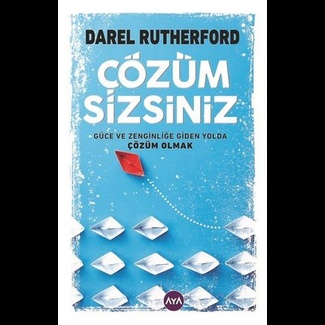 DAREL RUTHERFORD
ÇÖZÜM
SİZSİNİZ
GÜCE VE ZENGİNLİĞE GİDEN YOLDA
ÇÖZÜM OLMAK
AYA